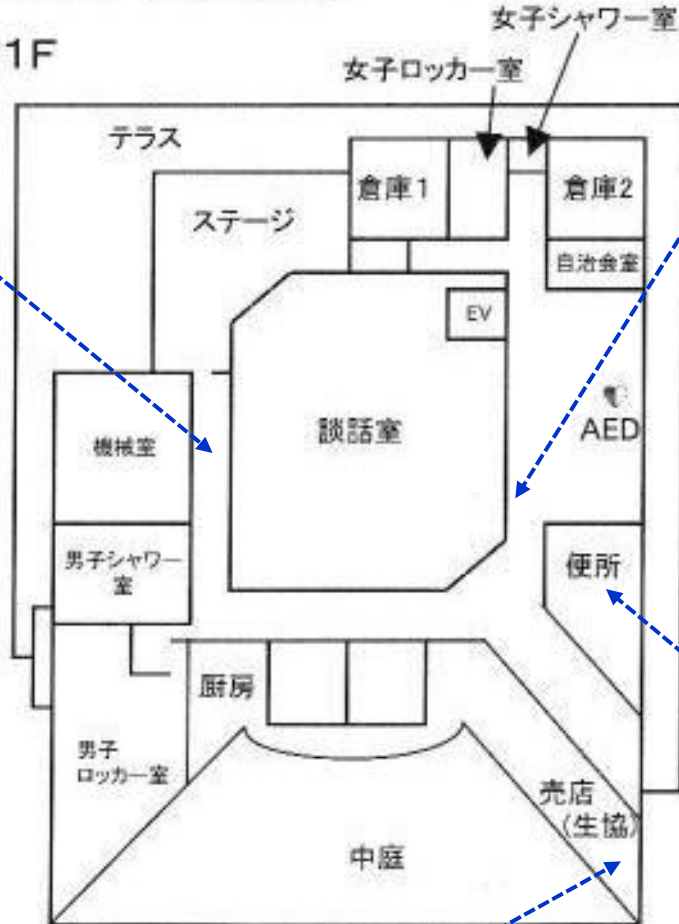 1F
女子シャワー室
女子ロッカー室
テラス
倉庫1
倉庫2
ステージ
自治会室
EV
談話室
AED
機械室
男子シャワー
室
便所
厨房
男子
ロッカー室
売店
(生協)
中庭